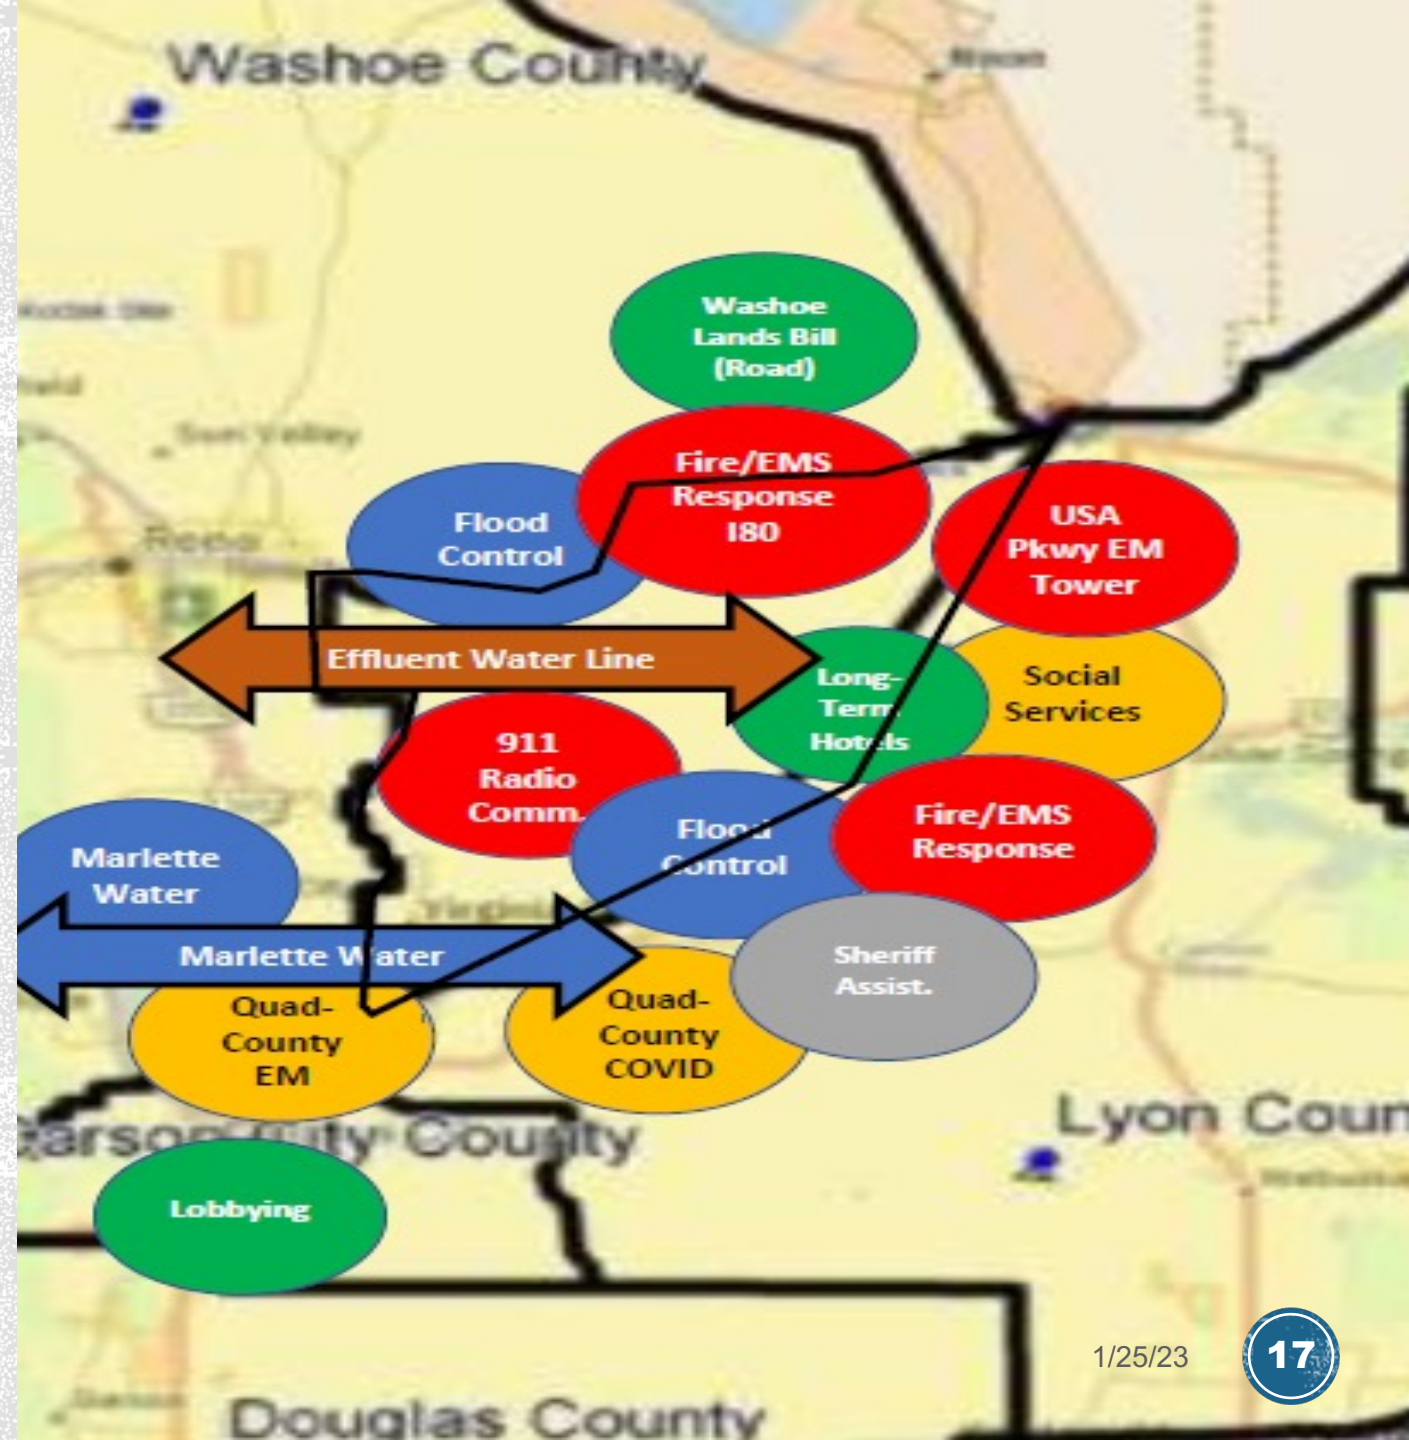 Washoe County
Nixon
Washoe
Lands Bill
(Road)
Sun Valley
Fire/EMS
Response
I80
Flood
Control
USA
Pkwy EM
Tower
Reno
Effluent Water Line
Long-
Term
Hotels
Social
Services
911
Radio
Comm.
Flood
Control
Fire/EMS
Response
Marlette
Water
Virginia
Marlette Water
Sheriff
Assist.
Quad-
County
EM
Quad-
County
COVID
Lyon Coun
arson City County
Lobbying
1/25/23
17
Douglas County